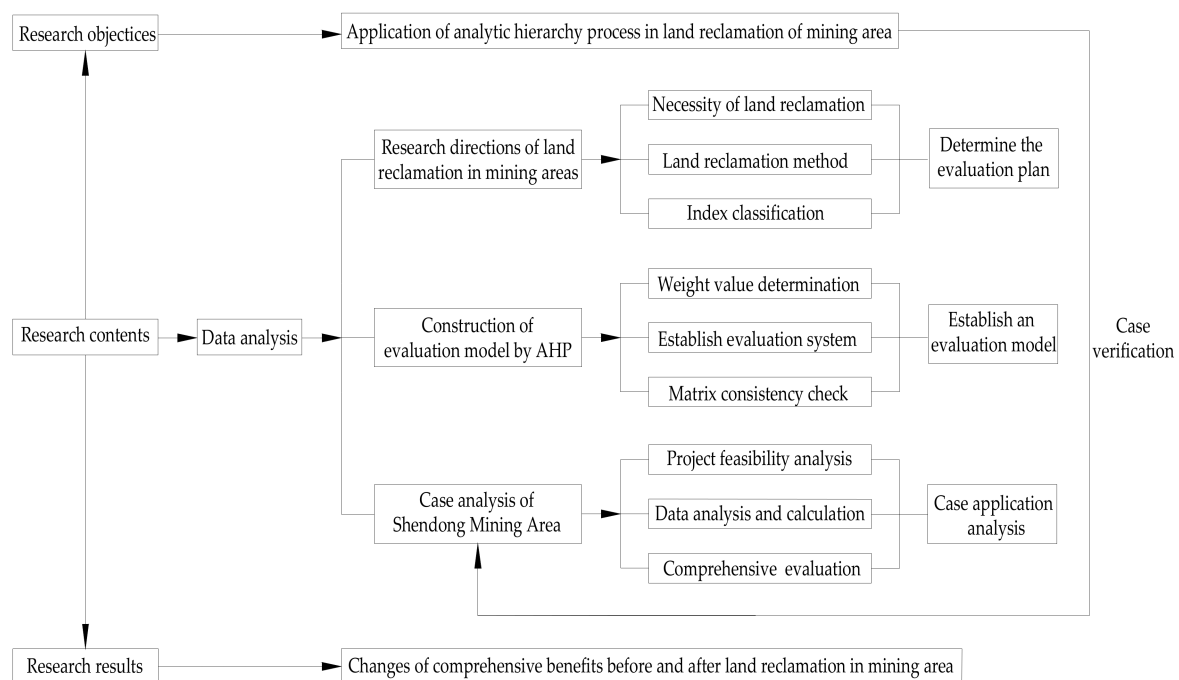 Research objectices
Application of analytic hierarchy process in land reclamation of mining area
Necessity of land reclamation
Research directions of land
reclamation in mining areas
Land reclamation method
Determine the
evaluation plan
Index classification
Weight value determination
Research contents
Data analysis
Construction of
evaluation model by AHP
Establish evaluation system
Establish an
evaluation model
Case
verification
Matrix consistency check
Project feasibility analysis
Case analysis of
Shendong Mining Area
Data analysis and calculation
Case application
analysis
Comprehensive evaluation
Research results
Changes of comprehensive benefits before and after land reclamation in mining area